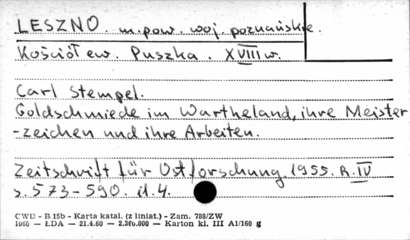 LESZNO. m. pow. woj. poznańskie.
Kościół ew. Puszka. XVIII w.
Carl Stempel.
Goldschmiede im Wartheland, ihre Meister
-zeichen und ihre Arbeiten.
Zeitschrift für Ostforschung 1955. R. IV
s. 573-590. il. 4.
CWD - B 15b - Karta katal. (z liniat.) - Zam. 788/ZW
1060 — ŁDA — 21.4.60 — 2.300.000 — Karton kl. III A1/160 g